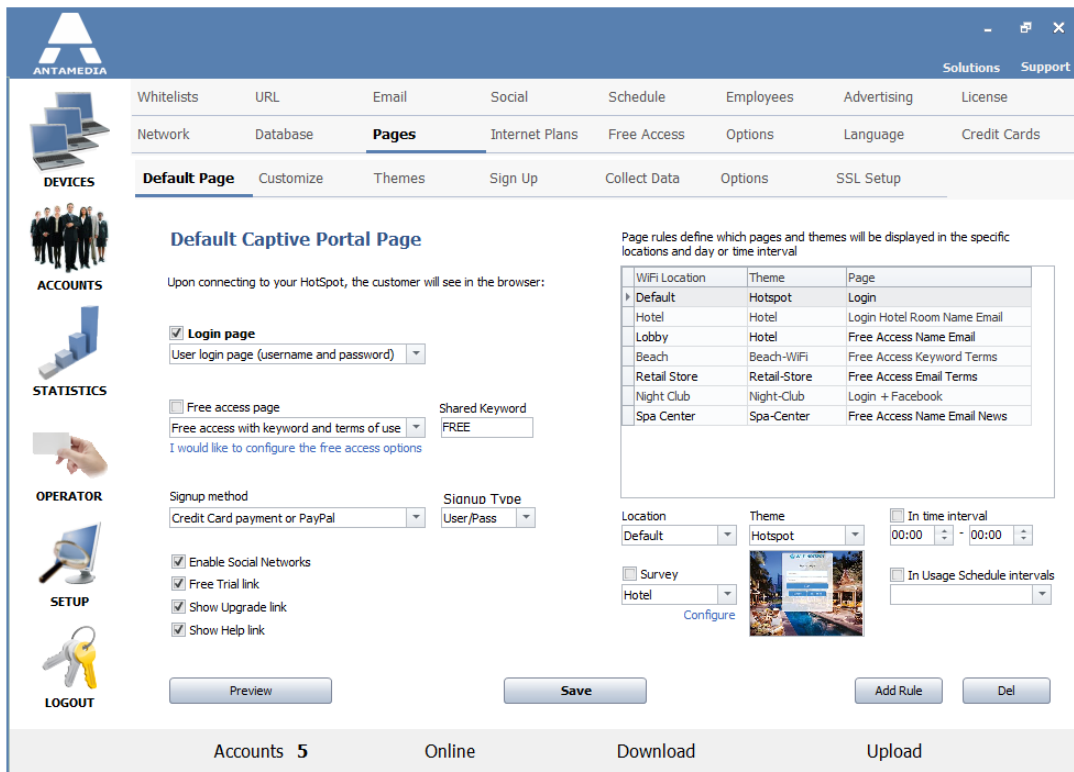 ANTAMEDIA
Solutions Support
Whitelists URL Email Social Schedule Employees Advertising License
Network Database Pages Internet Plans Free Access Options Language Credit Cards
Default Page Customize Themes Sign Up Collect Data Options SSL Setup
DEVICES
ACCOUNTS
STATISTICS
OPERATOR
SETUP
LOGOUT
Default Captive Portal Page
Upon connecting to your HotSpot, the customer will see in the browser:
Login page
User login page (username and password)
Free access page Shared Keyword
Free access with keyword and terms of use FREE
I would like to configure the free access options
Signup method Signup Type
Credit Card payment or PayPal User/Pass
Enable Social Networks
Free Trial link
Show Upgrade link
Show Help link
Page rules define which pages and themes will be displayed in the specific
locations and day or time interval
WiFi Location Theme Page
Default Hotspot Login
Hotel Hotel Login Hotel Room Name Email
Lobby Hotel Free Access Name Email
Beach Beach-WiFi Free Access Keyword Terms
Retail Store Retail-Store Free Access Email Terms
Night Club Night-Club Login + Facebook
Spa Center Spa-Center Free Access Name Email News
Location Theme In time interval
Default Hotspot 00:00 - 00:00
Survey In Usage Schedule intervals
Hotel
Configure
Preview Save Add Rule Del
Accounts 5 Online Download Upload